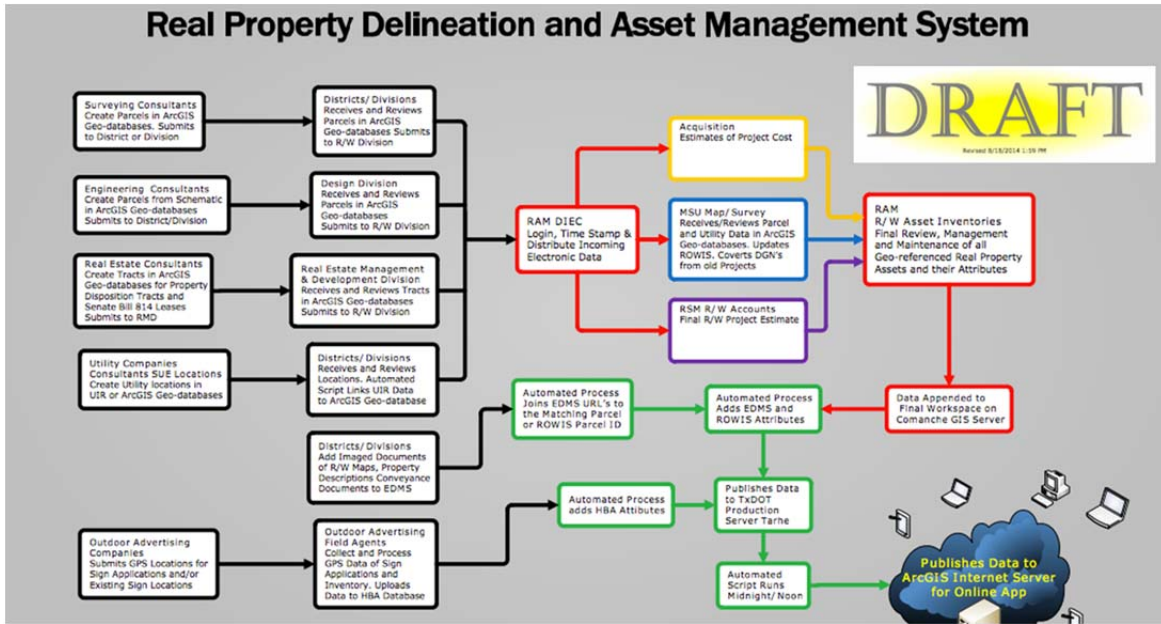 Real Property Delineation and Asset Management System
DRAFT
Revised 8/18/2014 1:59 PM
Surveying Consultants
Create Parcels in ArcGIS
Geo-databases. Submits
to District or Division
Districts/ Divisions
Receives and Reviews
Parcels in ArcGIS
Geo-databases Submits
to R/W Division
Engineering Consultants
Create Parcels from Schematic
in ArcGIS Geo-databases
Submits to District/Division
Design Division
Receives and Reviews
Parcels in ArcGIS
Geo-databases
Submits to R/W Division
Real Estate Consultants
Create Tracts in ArcGIS
Geo-databases for Property
Disposition Tracts and
Senate Bill 814 Leases
Submits to RMD
Real Estate Management
& Development Division
Receives and Reviews Tracts
in ArcGIS Geo-databases
Submits to R/W Division
Utility Companies
Consultants SUE Locations
Create Utility locations in
UIR or ArcGIS Geo-databases
Districts/ Divisions
Receives and Reviews
Locations. Automated
Script Links UIR Data
to ArcGIS Geo-database
Districts/Divisions
Add Imaged Documents
of R/W Maps, Property
Descriptions Conveyance
Documents to EDMS
Outdoor Advertising
Companies
Submits GPS Locations for
Sign Applications and/or
Existing Sign Locations
Outdoor Advertising
Field Agents
Collect and Process
GPS Data of Sign
Applications and
Inventory. Uploads
Data to HBA Database
RAM DIEC
Login, Time Stamp &
Distribute Incoming
Electronic Data
Acquisition
Estimates of Project Cost
MSU Map/ Survey
Receives/Reviews Parcel
and Utility Data in ArcGIS
Geo-databases. Updates
ROWIS. Coverts DGN's
from old Projects
RSM R/W Accounts
Final R/W Project Estimate
RAM
R/W Asset Inventories
Final Review, Management
and Maintenance of all
Geo-referenced Real Property
Assets and their Attributes
Data Appended to
Final Workspace on
Comanche GIS Server
Automated Process
Joins EDMS URL's to
the Matching Parcel
or ROWIS Parcel ID
Automated Process
Adds EDMS and
ROWIS Attributes
Automated Process
adds HBA Attibutes
Publishes Data
to TxDOT
Production
Server Tarhe
Automated
Script Runs
Midnight/ Noon
Publishes Data to
ArcGIS Internet Server
for Online App